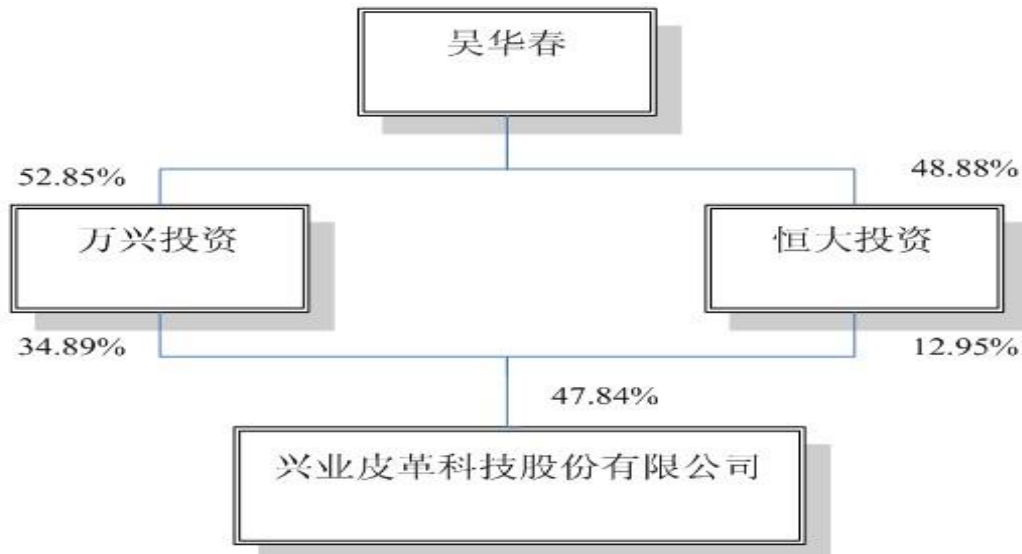 吴华春
52.85%
48.88%
万兴投资
恒大投资
34.89%
12.95%
47.84%
兴业皮革科技股份有限公司